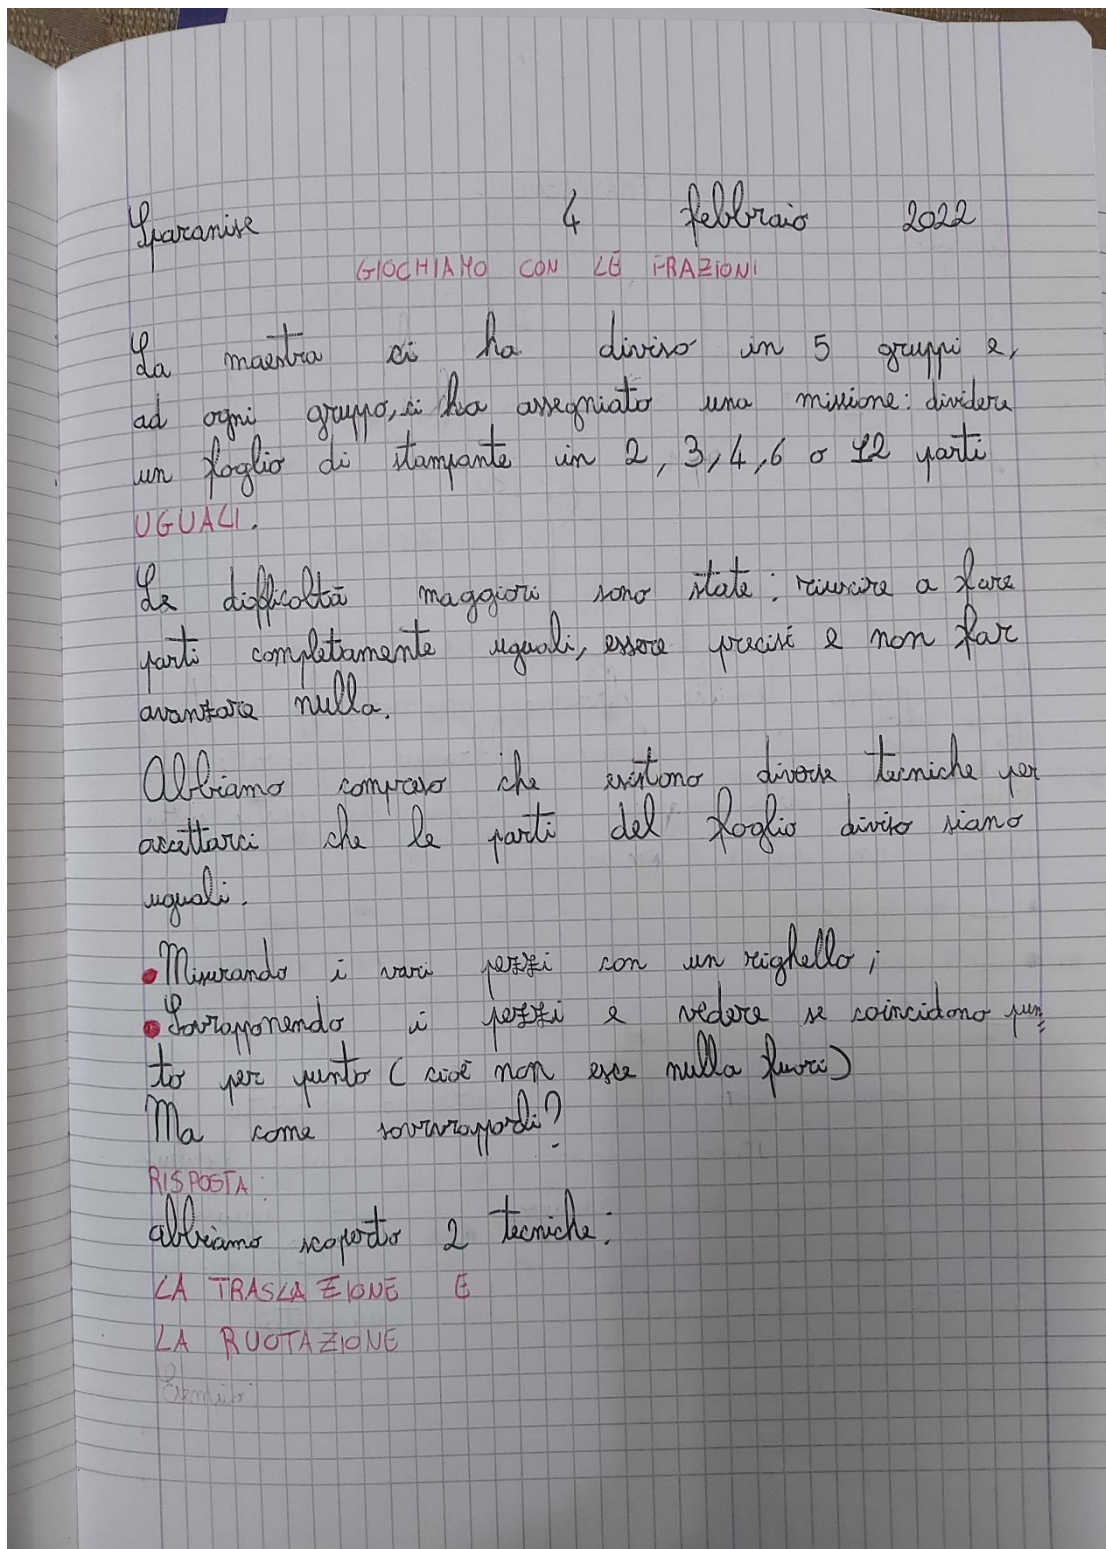 Sparanise 4 febbraio 2022
GIOCHIAMO CON LE FRAZIONI
La maestra ci ha diviso in 5 gruppi e,
ad ogni gruppo, ci ha assegniato una missione: dividere
un foglio di stampante in 2, 3, 4, 6 o 12 parti
UGUALI.
Le difficoltà maggiori sono state: riuscire a fare
parti completamente uguali, essere precisi e non far
avanzare nulla.
Abbiamo compreso che esistono diverse tecniche per
accettarci che le parti del foglio diviso siano
uguali.
• Misurando i vari pezzi con un righello;
• Sovrapponendo i pezzi e vedere se coincidono pun
to per punto (cioè non esce nulla fuori)
Ma come sovvrapporli?
RISPOSTA:
abbiamo scoperto 2 tecniche:
LA TRASLAZIONE E
LA RUOTAZIONE